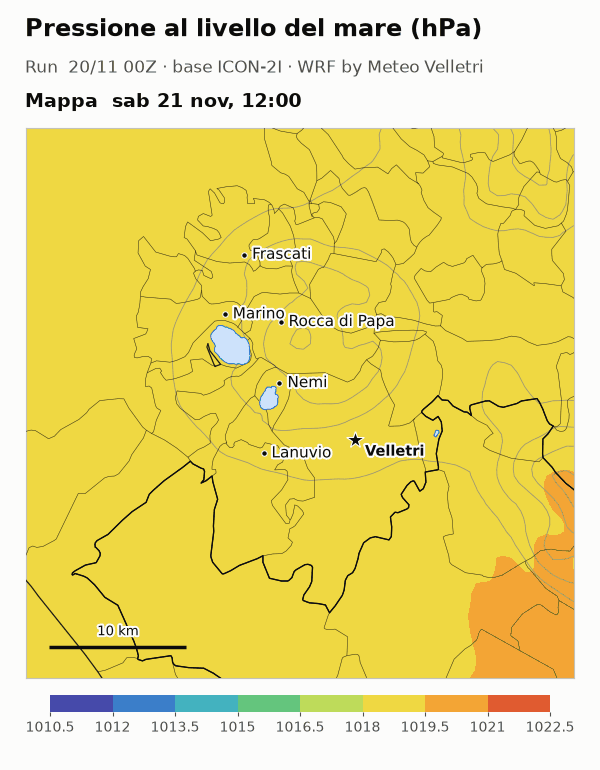 Pressione al livello del mare (hPa)
Run  20/11 00Z · base ICON-2I · WRF by Meteo Velletri
Mappa  sab 21 nov, 12:00
Frascati
Marino
Rocca di Papa
Nemi
Velletri
Lanuvio
10 km
1010.5 1012 1013.5 1015 1016.5 1018 1019.5 1021 1022.5